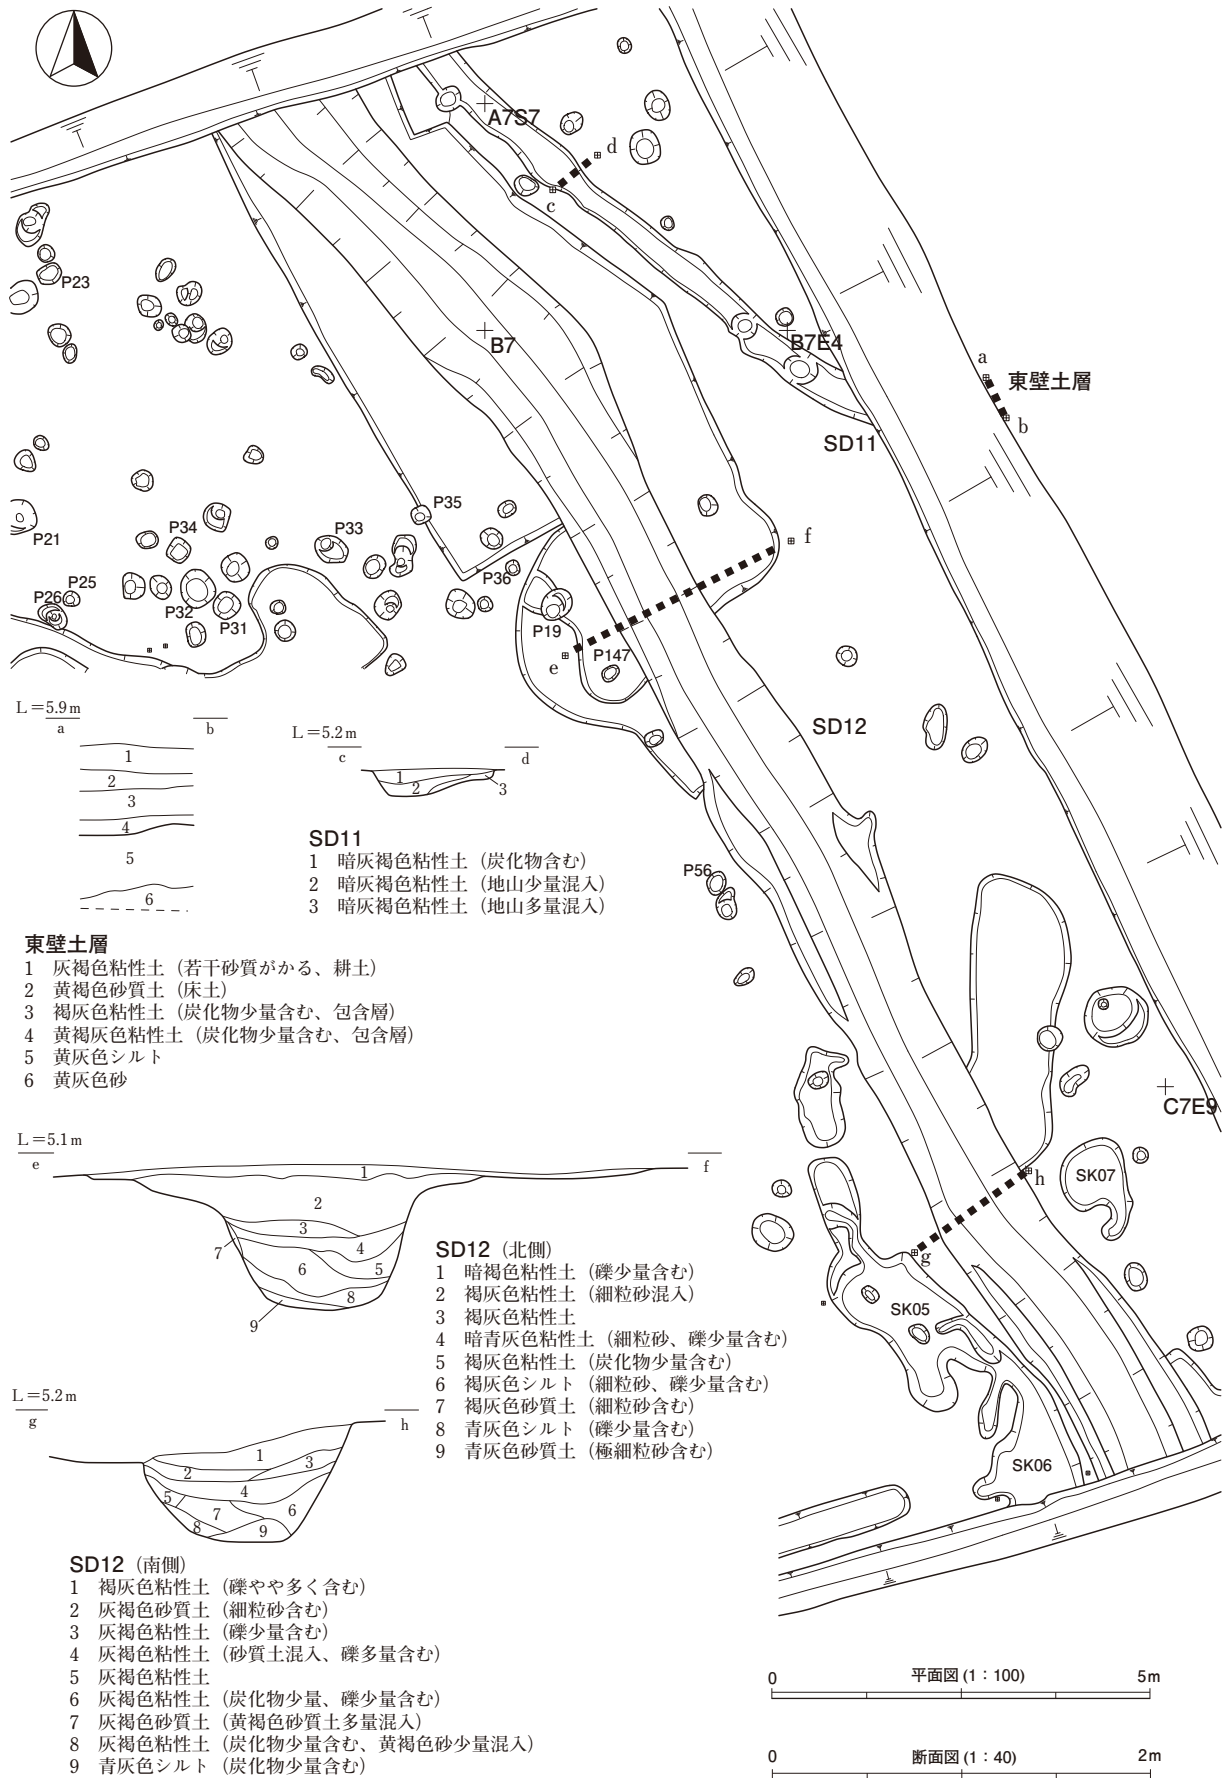 A7S7
d
c
P23
B7
B7E4
a
東壁土層
b
SD11
P35
P34
P33
P21
f
P36
P25
P26
P32
P31
P19
P147
e
SD12
P56
C7E9
h
SK07
g
SK05
SK06
L＝5.9m
a
b
1
2
3
4
5
6
L＝5.2m
c
d
1
2
3
SD11
1 暗灰褐色粘性土（炭化物含む）
2 暗灰褐色粘性土（地山少量混入）
3 暗灰褐色粘性土（地山多量混入）
東壁土層
1 灰褐色粘性土（若干砂質がかる、耕土）
2 黄褐色砂質土（床土）
3 褐灰色粘性土（炭化物少量含む、包含層）
4 黄褐灰色粘性土（炭化物少量含む、包含層）
5 黄灰色シルト
6 黄灰色砂
L＝5.1m
e
f
1
2
3
4
7
6
5
8
9
SD12（北側）
1 暗褐色粘性土（礫少量含む）
2 褐灰色粘性土（細粒砂混入）
3 褐灰色粘性土
4 暗青灰色粘性土（細粒砂、礫少量含む）
5 褐灰色粘性土（炭化物少量含む）
6 褐灰色シルト（細粒砂、礫少量含む）
7 褐灰色砂質土（細粒砂含む）
8 青灰色シルト（礫少量含む）
9 青灰色砂質土（極細粒砂含む）
L＝5.2m
g
h
1
2
3
4
5
7
6
8
9
SD12（南側）
1 褐灰色粘性土（礫やや多く含む）
2 灰褐色砂質土（細粒砂含む）
3 灰褐色粘性土（礫少量含む）
4 灰褐色粘性土（砂質土混入、礫多量含む）
5 灰褐色粘性土
6 灰褐色粘性土（炭化物少量、礫少量含む）
7 灰褐色砂質土（黄褐色砂質土多量混入）
8 灰褐色粘性土（炭化物少量含む、黄褐色砂少量混入）
9 青灰色シルト（炭化物少量含む）
0 平面図 (1：100) 5m
0 断面図 (1：40) 2m